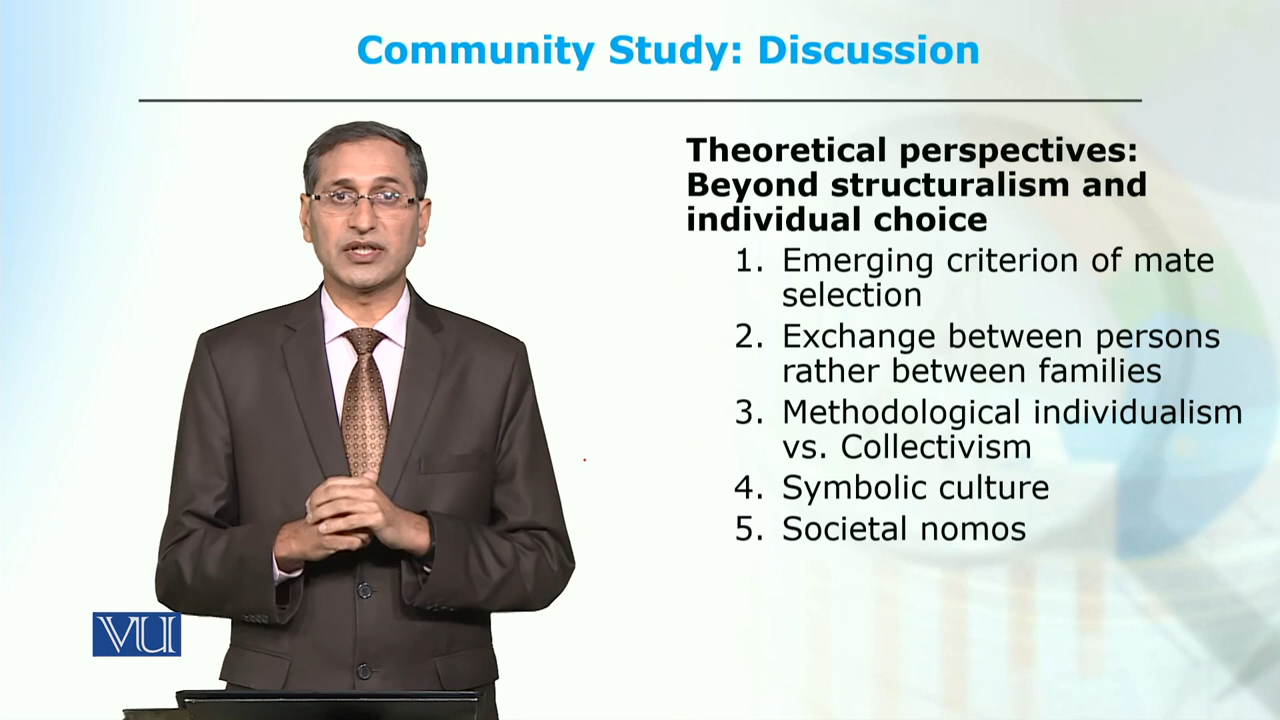 Community Study: Discussion
Theoretical perspectives:
Beyond structuralism and
individual choice
1. Emerging criterion of mate
selection
2. Exchange between persons
rather between families
3. Methodological individualism
vs. Collectivism
4. Symbolic culture
5. Societal nomos
VU